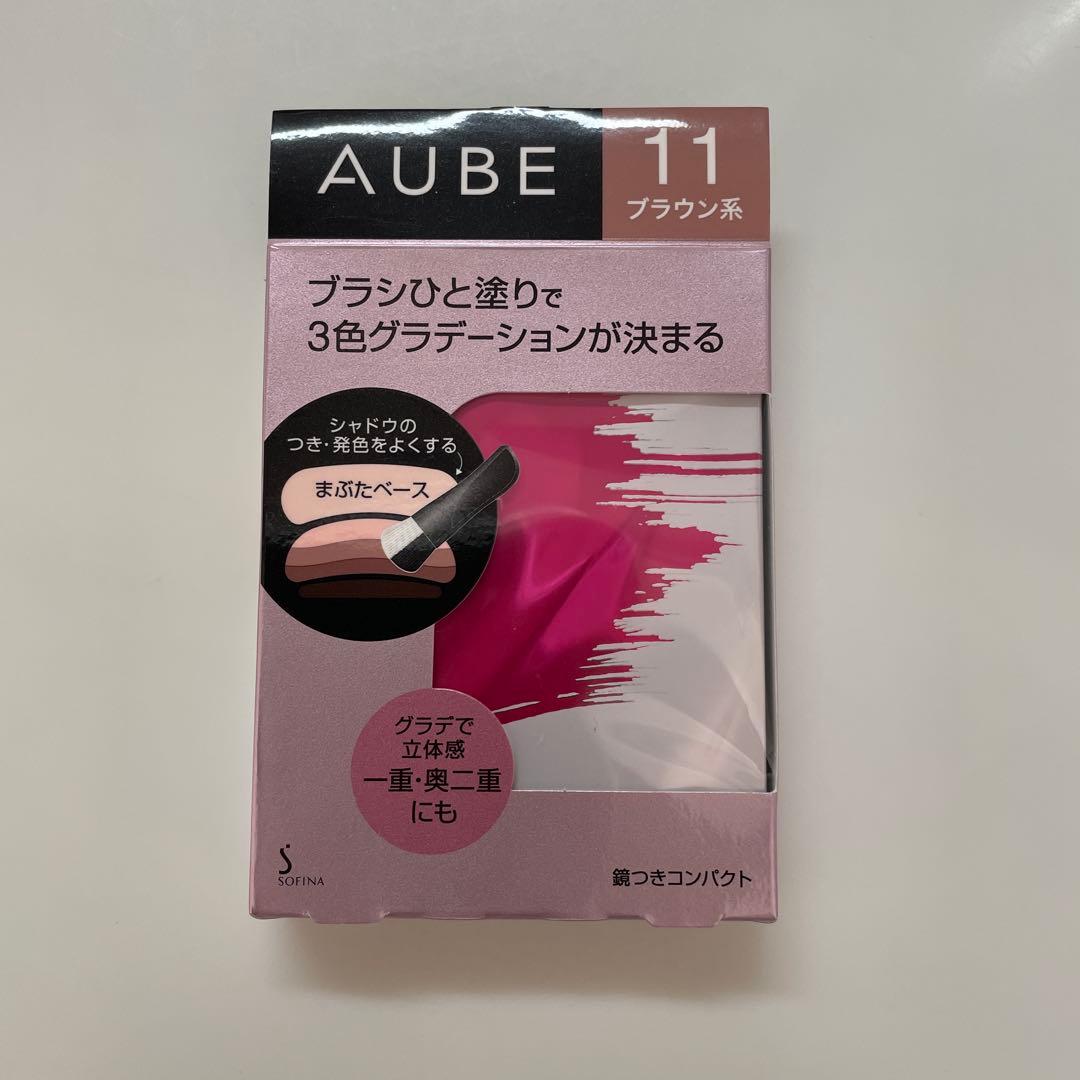 AUBE
11
ブラウン系
ブラシひと塗りで
3色グラデーションが決まる
シャドウの
つき・発色をよくする
まぶたベース
グラデで
立体感
一重・奥二重
にも
SOFINA
鏡つきコンパクト